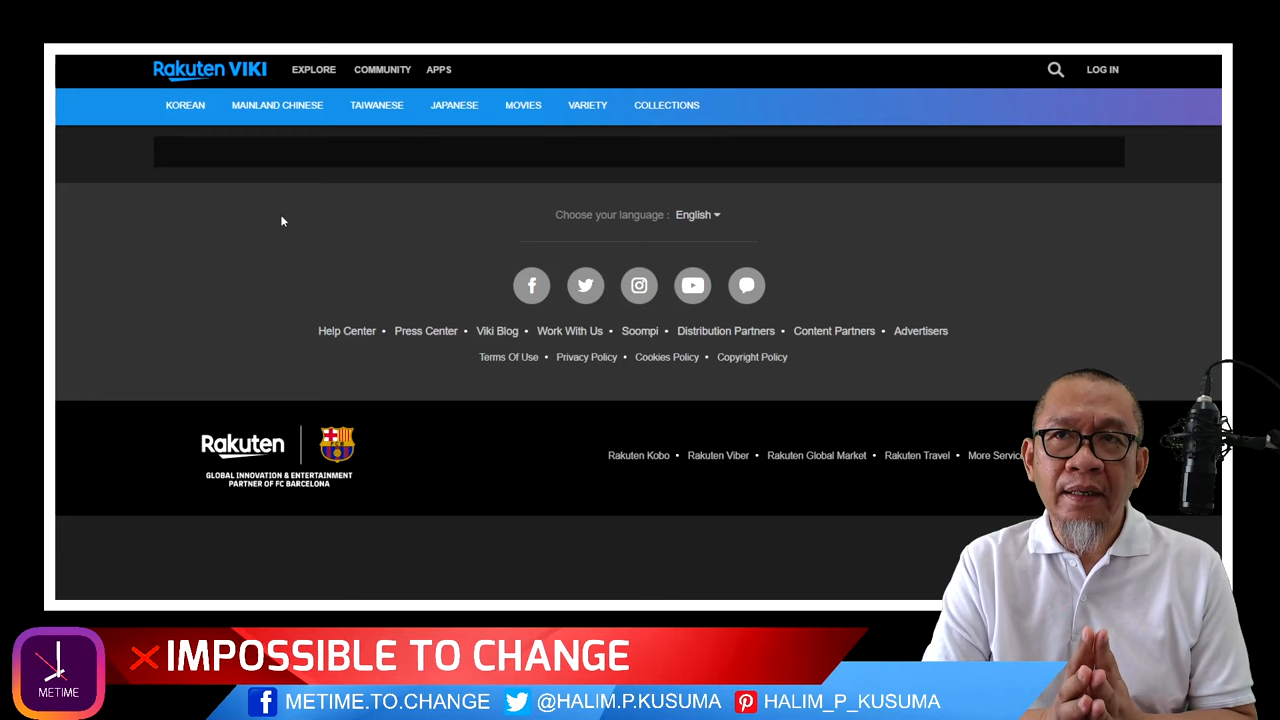 Rakuten VIKI EXPLORE COMMUNITY APPS LOG IN
KOREAN MAINLAND CHINESE TAIWANESE JAPANESE MOVIES VARIETY COLLECTIONS
Choose your language : English
Help Center • Press Center • Viki Blog • Work With Us • Soompi • Distribution Partners • Content Partners • Advertisers
Terms Of Use • Privacy Policy • Cookies Policy • Copyright Policy
Rakuten
GLOBAL INNOVATION & ENTERTAINMENT
PARTNER OF FC BARCELONA
Rakuten Kobo • Rakuten Viber • Rakuten Global Market • Rakuten Travel • More Servic
IMPOSSIBLE TO CHANGE
METIME
METIME.TO.CHANGE @HALIM.P.KUSUMA HALIM_P_KUSUMA